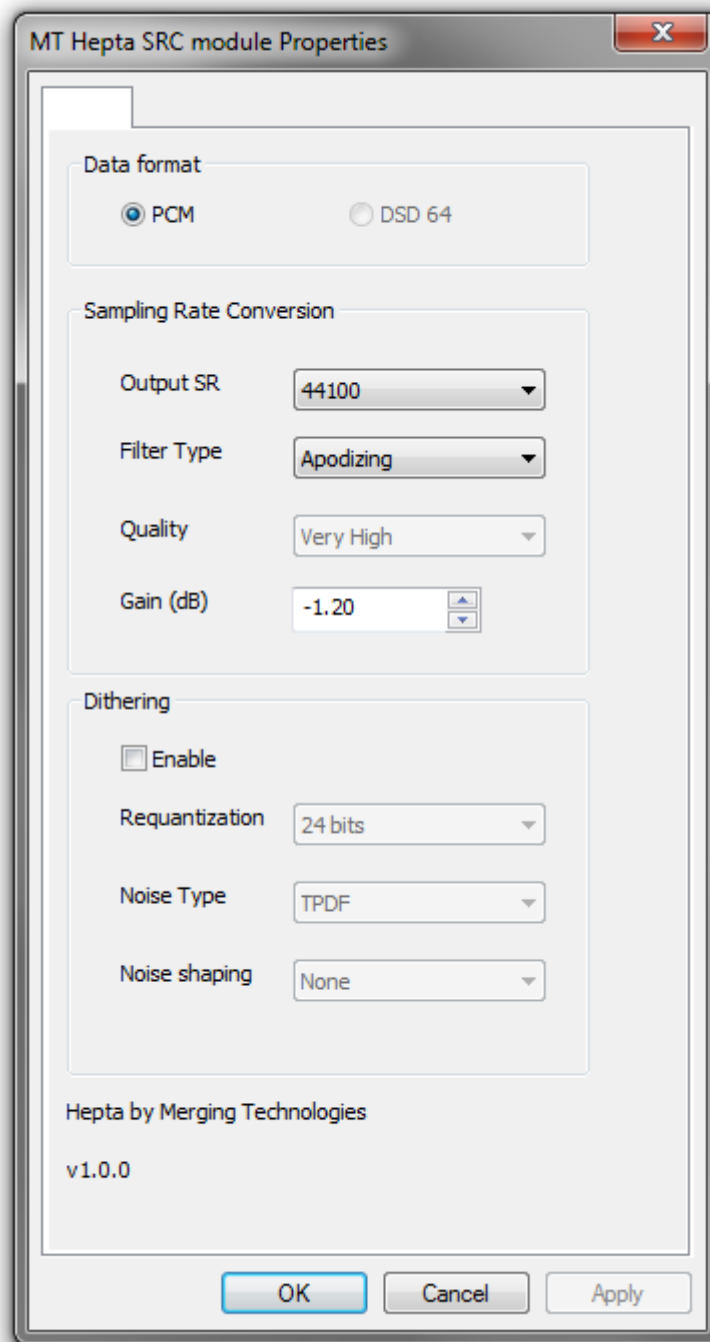 MT Hepta SRC module Properties
Data format
PCM DSD 64
Sampling Rate Conversion
Output SR 44100
Filter Type Apodizing
Quality Very High
Gain (dB) -1.20
Dithering
Enable
Requantization 24 bits
Noise Type TPDF
Noise shaping None
Hepta by Merging Technologies
v1.0.0
OK Cancel Apply